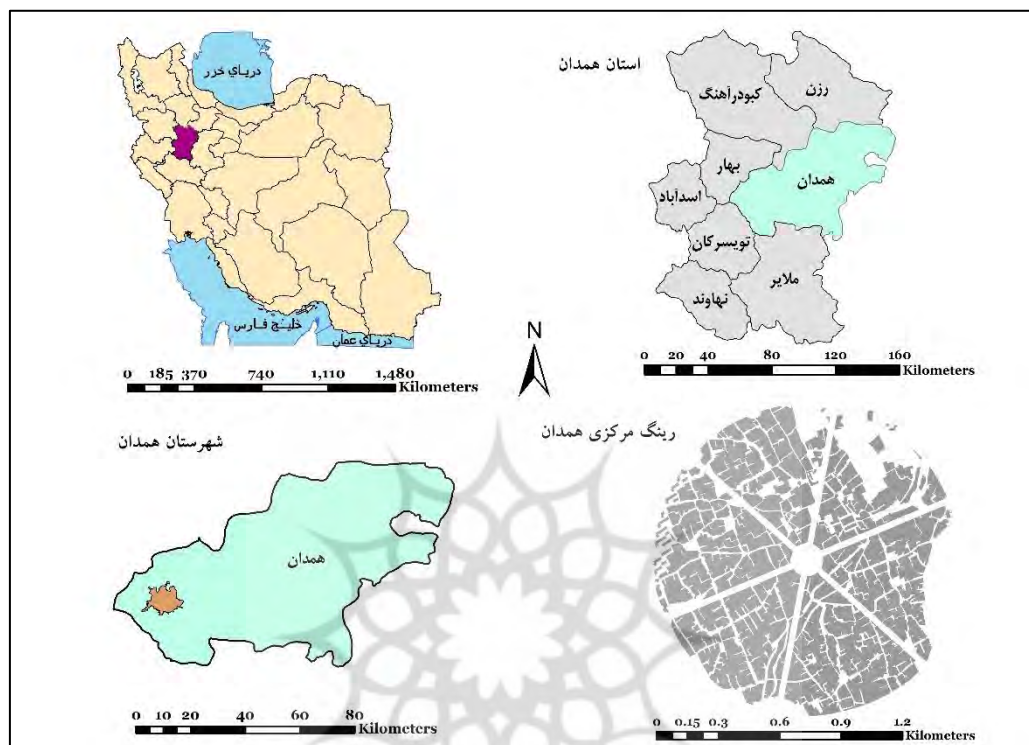 دریای خزر
خلیج فارس
دریای عمان
0 185 370 740 1,110 1,480
Kilometers
N
استان همدان
رزن
کبودرآهنگ
بهار
همدان
اسدآباد
تویسرکان
ملایر
نهاوند
0 20 40 80 120 160
Kilometers
شهرستان همدان
همدان
0 5 10 20 40 60 80
Kilometers
رینگ مرکزی همدان
0 0.15 0.3 0.6 0.9 1.2
Kilometers